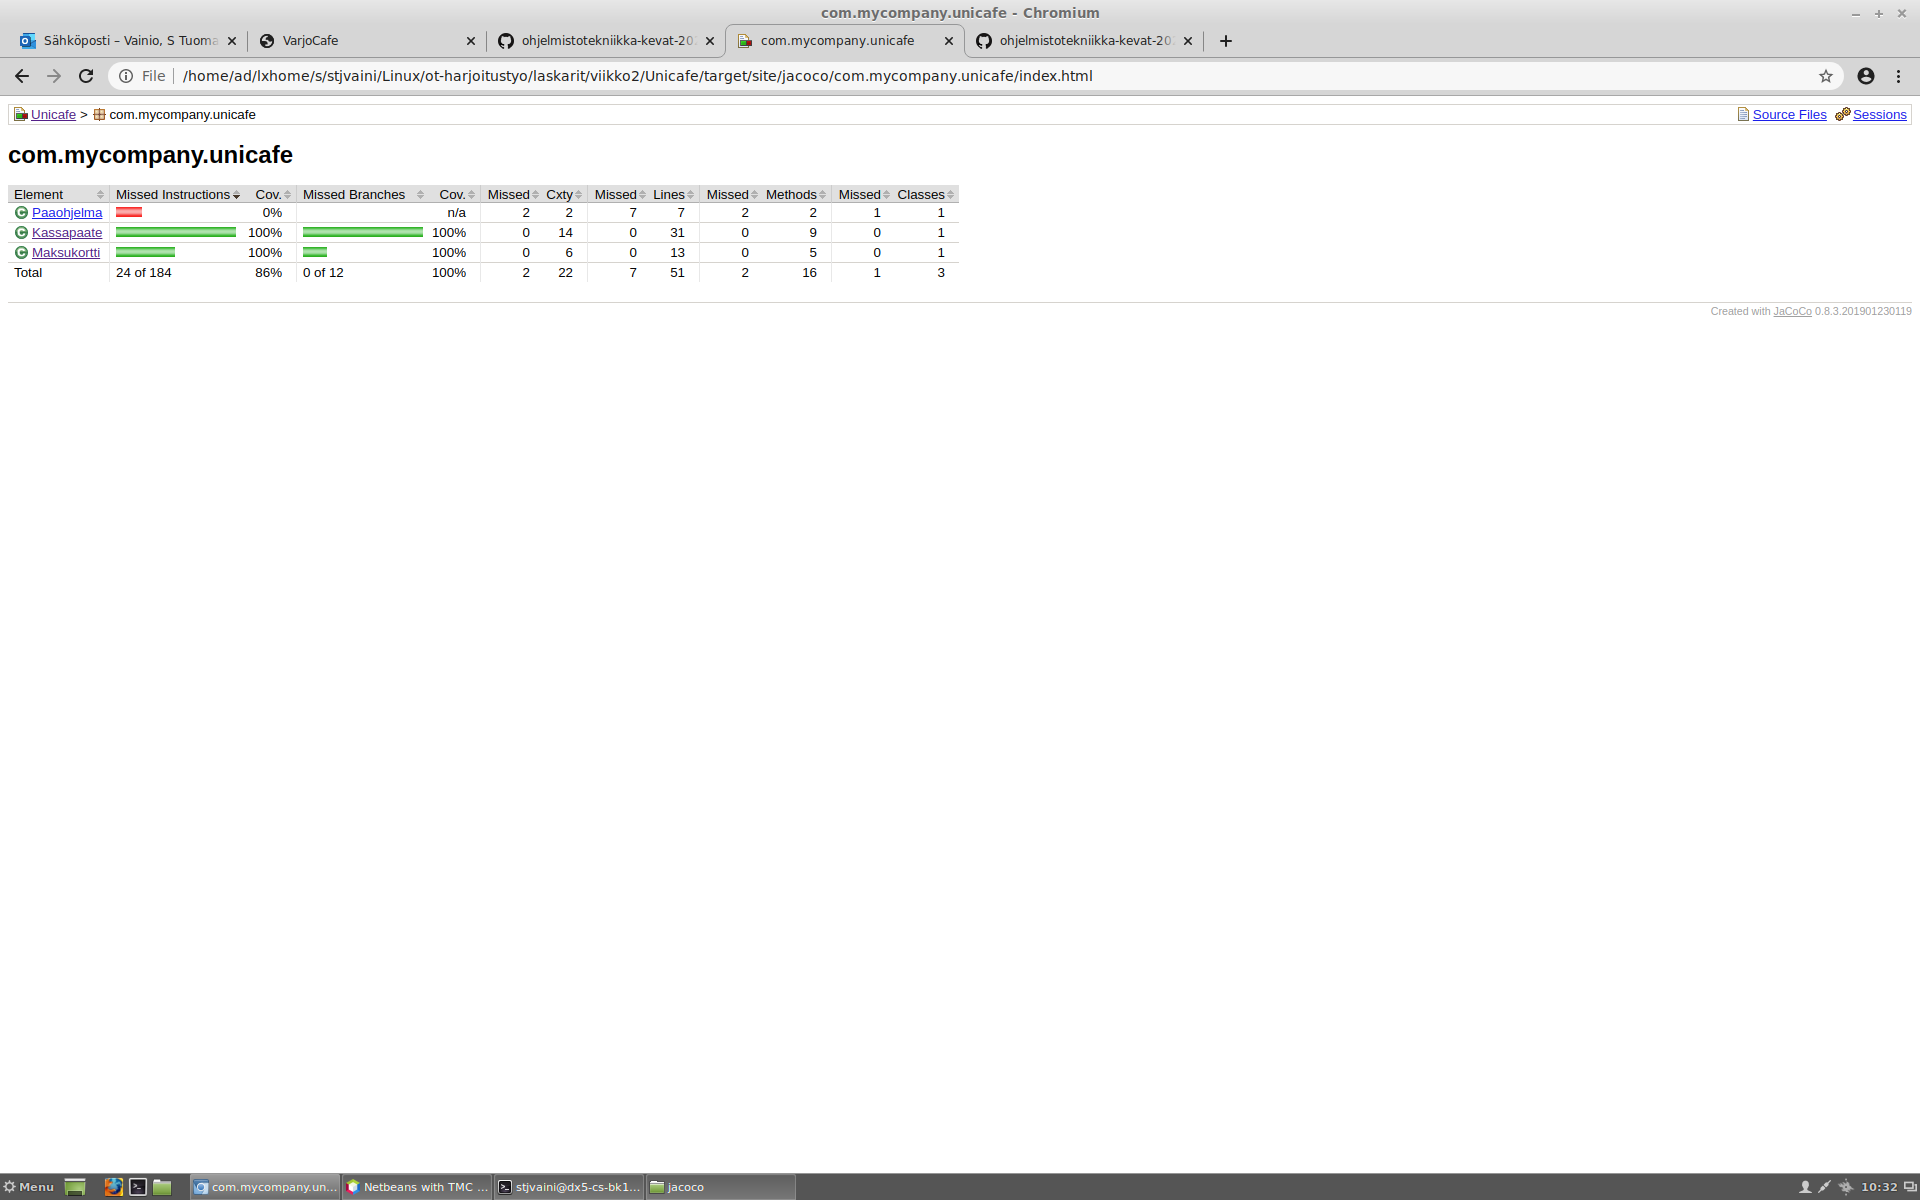 com.mycompany.unicafe - Chromium
Sähköposti – Vainio, S Tuoma
VarjoCafe
ohjelmistotekniikka-kevat-20
com.mycompany.unicafe
ohjelmistotekniikka-kevat-20
File /home/ad/lxhome/s/stjvaini/Linux/ot-harjoitustyo/laskarit/viikko2/Unicafe/target/site/jacoco/com.mycompany.unicafe/index.html
Unicafe > com.mycompany.unicafe Source Files Sessions
com.mycompany.unicafe
Element Missed Instructions Cov. Missed Branches Cov. Missed Cxty Missed Lines Missed Methods Missed Classes
Paaohjelma 0% n/a 2 2 7 7 2 2 1 1
Kassapaate 100% 100% 0 14 0 31 0 9 0 1
Maksukortti 100% 100% 0 6 0 13 0 5 0 1
Total 24 of 184 86% 0 of 12 100% 2 22 7 51 2 16 1 3
Created with JaCoCo 0.8.3.201901230119
Menu com.mycompany.un... Netbeans with TMC ... stjvaini@dx5-cs-bk1... jacoco 10:32